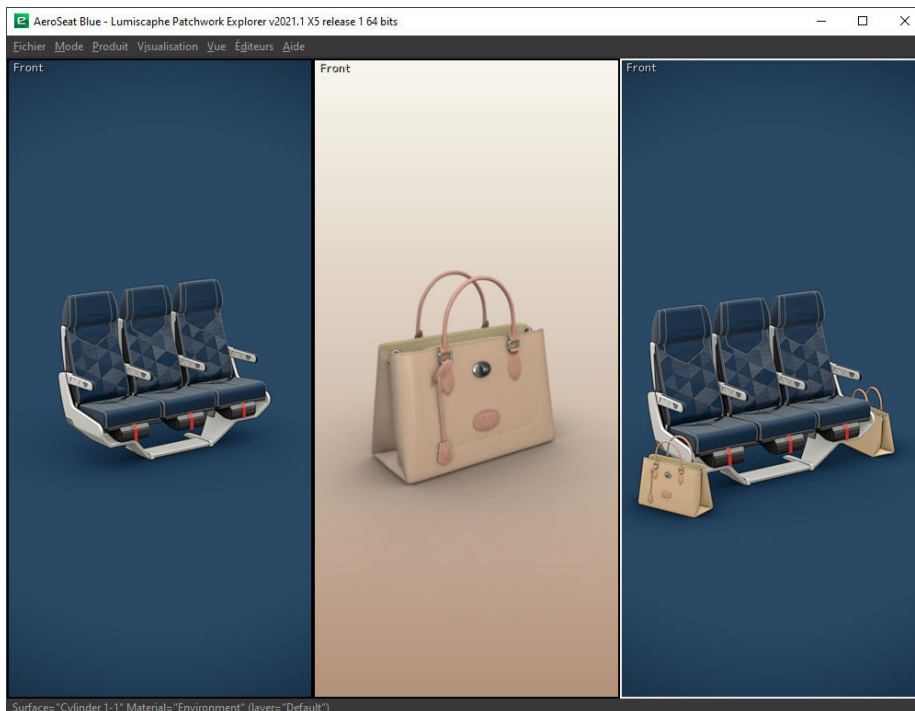 AeroSeat Blue - Lumiscaphe Patchwork Explorer v2021.1 X5 release 1 64 bits
Fichier Mode Produit Visualisation Vue Éditeurs Aide
Front Front Front
Surface="Cylinder 1-1" Material="Environment" (layer="Default")